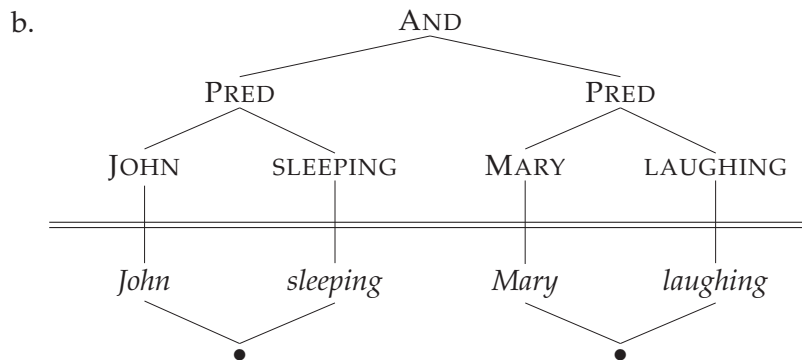 b.
AND
PRED PRED
JOHN SLEEPING MARY LAUGHING
John sleeping Mary laughing